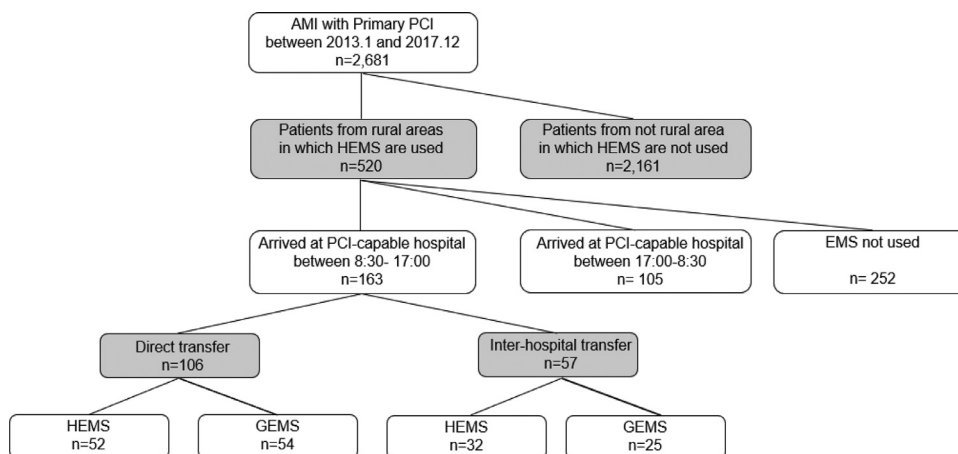 AMI with Primary PCI
between 2013.1 and 2017.12
n=2,681
Patients from rural areas
in which HEMS are used
n=520
Patients from not rural area
in which HEMS are not used
n=2,161
Arrived at PCI-capable hospital
between 8:30- 17:00
n=163
Arrived at PCI-capable hospital
between 17:00-8:30
n= 105
EMS not used
n= 252
Direct transfer
n=106
Inter-hospital transfer
n=57
HEMS
n=52
GEMS
n=54
HEMS
n=32
GEMS
n=25